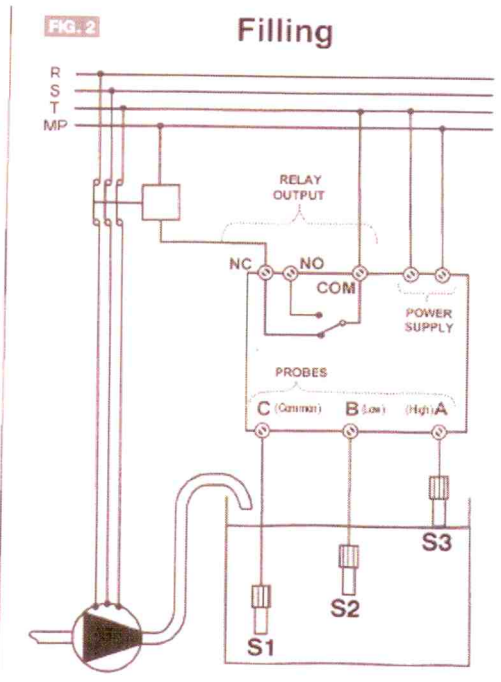 FIG. 2
Filling
R
S
T
MP
RELAY
OUTPUT
NC
NO
COM
POWER
SUPPLY
PROBES
C (Common) B (Low) (High) A
S3
S2
S1